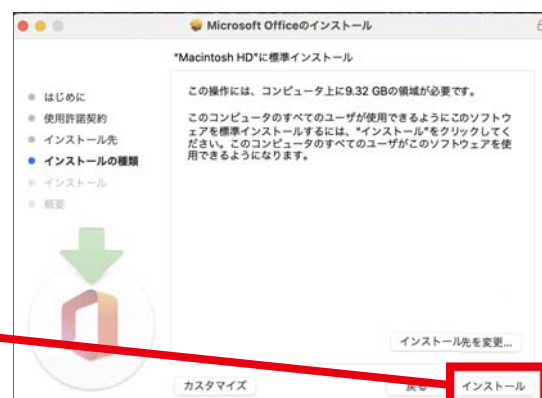 Microsoft Officeのインストール
"Macintosh HD"に標準インストール
はじめに
使用許諾契約
インストール先
インストールの種類
インストール
概要
この操作には、コンピュータ上に9.32 GBの領域が必要です。
このコンピュータのすべてのユーザが使用できるようにこのソフトウ
ェアを標準インストールするには、"インストール"をクリックしてく
ださい。このコンピュータのすべてのユーザがこのソフトウェアを使
用できるようになります。
インストール先を変更...
カスタマイズ
戻る
インストール